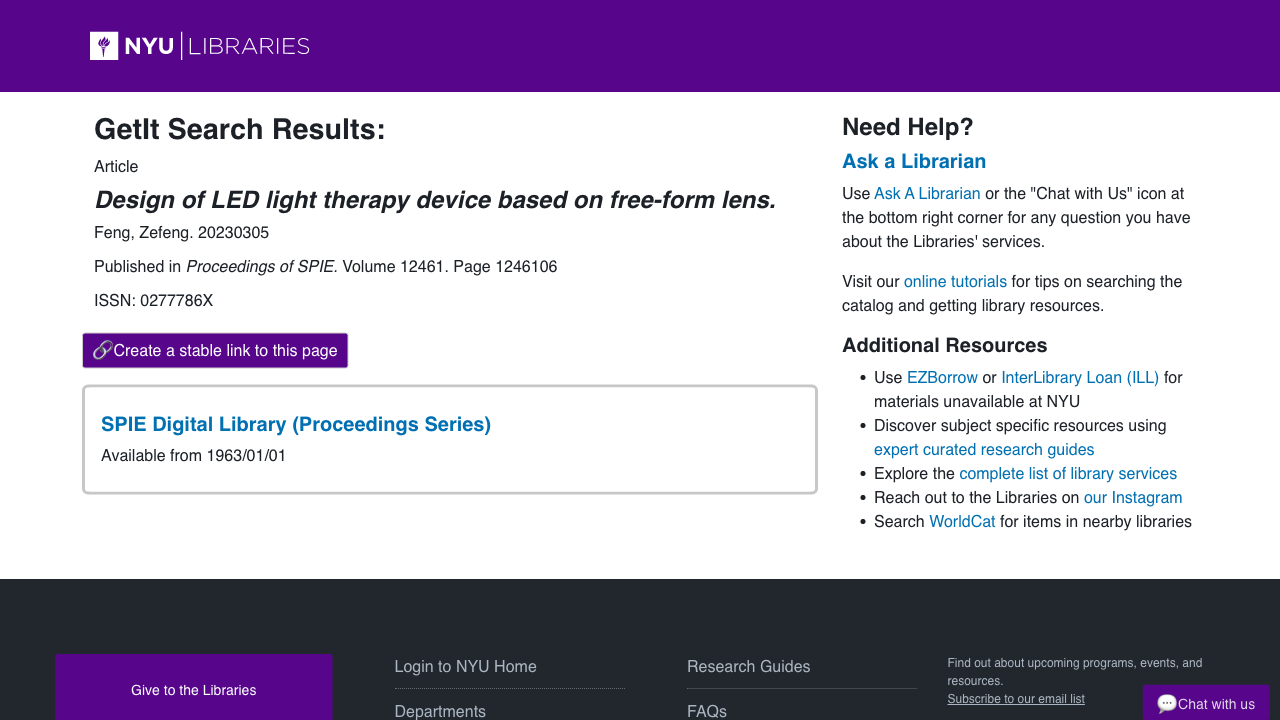 NYU LIBRARIES
GetIt Search Results:
Article
Design of LED light therapy device based on free-form lens.
Feng, Zefeng. 20230305
Published in Proceedings of SPIE. Volume 12461. Page 1246106
ISSN: 0277786X
🔗Create a stable link to this page
SPIE Digital Library (Proceedings Series)
Available from 1963/01/01
Need Help?
Ask a Librarian
Use Ask A Librarian or the "Chat with Us" icon at
the bottom right corner for any question you have
about the Libraries' services.
Visit our online tutorials for tips on searching the
catalog and getting library resources.
Additional Resources
• Use EZBorrow or InterLibrary Loan (ILL) for
materials unavailable at NYU
• Discover subject specific resources using
expert curated research guides
• Explore the complete list of library services
• Reach out to the Libraries on our Instagram
• Search WorldCat for items in nearby libraries
Give to the Libraries
Login to NYU Home
Departments
Research Guides
FAQs
Find out about upcoming programs, events, and
resources.
Subscribe to our email list
💬Chat with us